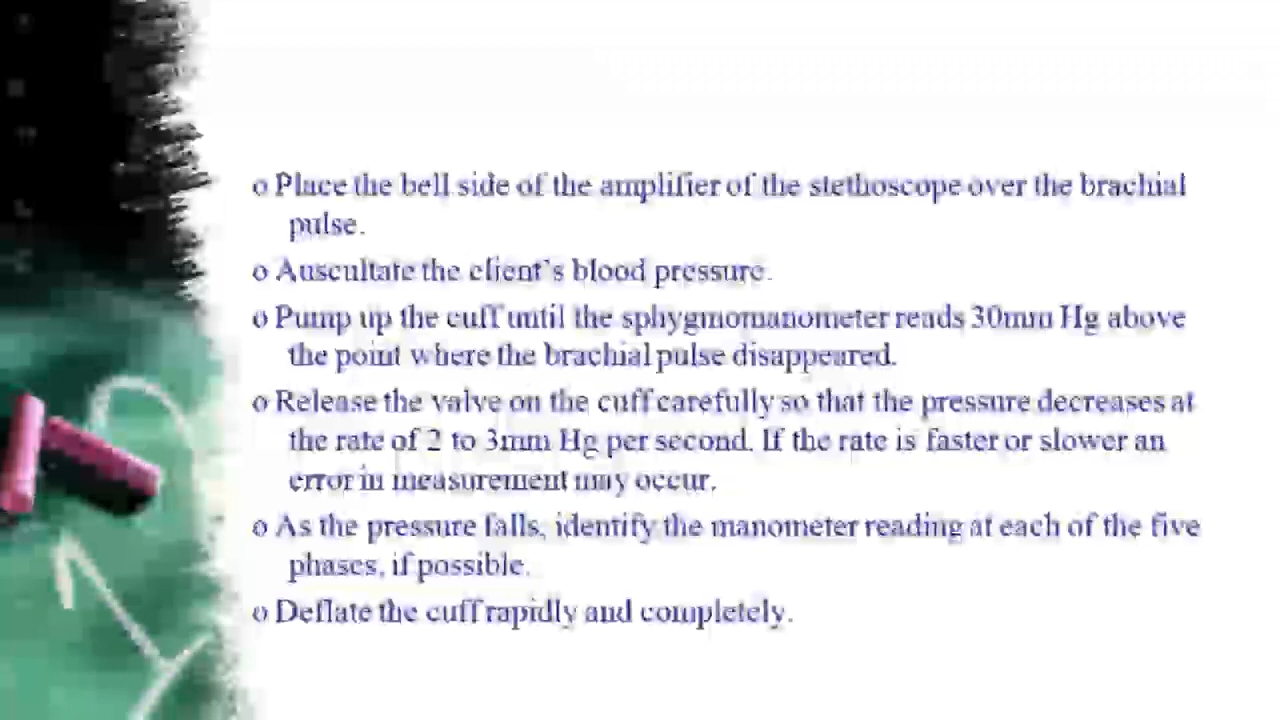 o Place the bell side of the amplifier of the stethoscope over the brachial
pulse.
o Auscultate the client's blood pressure.
o Pump up the cuff until the sphygmomanometer reads 30mm Hg above
the point where the brachial pulse disappeared.
o Release the valve on the cuff carefully so that the pressure decreases at
the rate of 2 to 3mm Hg per second. If the rate is faster or slower an
error in measurement may occur.
o As the pressure falls, identify the manometer reading at each of the five
phases, if possible.
o Deflate the cuff rapidly and completely.